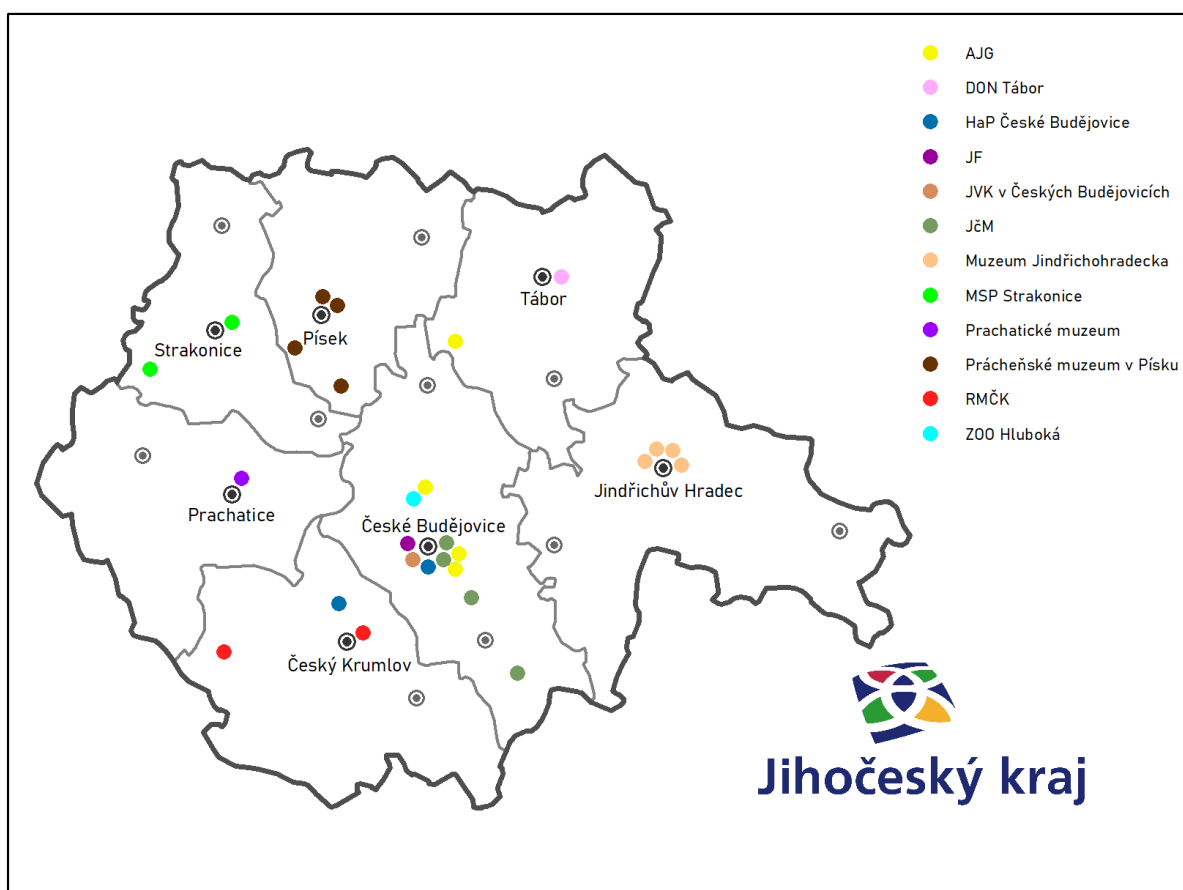 AJG
DON Tábor
HaP České Budějovice
JF
JVK v Českých Budějovicích
JčM
Muzeum Jindřichohradecka
MSP Strakonice
Prachatické muzeum
Prácheňské muzeum v Písku
RMČK
ZOO Hluboká
Tábor
Písek
Strakonice
Jindřichův Hradec
Prachatice
České Budějovice
Český Krumlov
Jihočeský kraj